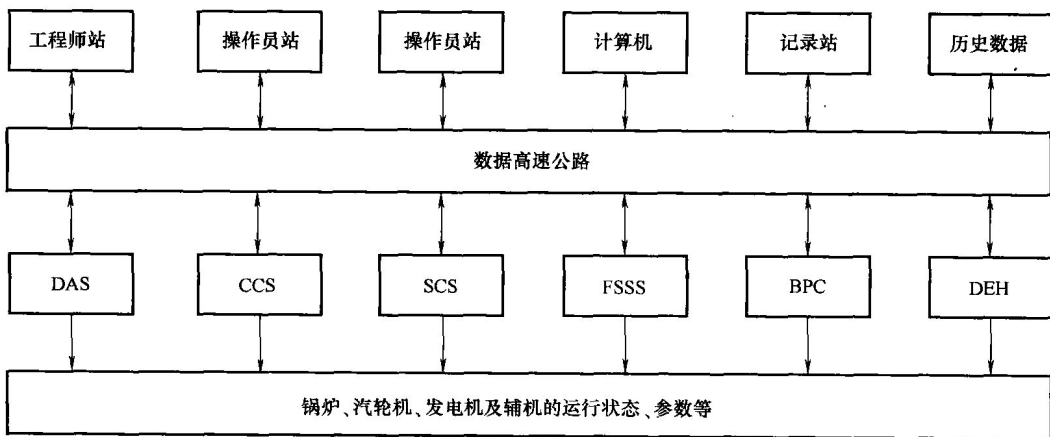 工程师站
操作员站
操作员站
计算机
记录站
历史数据
数据高速公路
DAS
CCS
SCS
FSSS
BPC
DEH
锅炉、汽轮机、发电机及辅机的运行状态、参数等